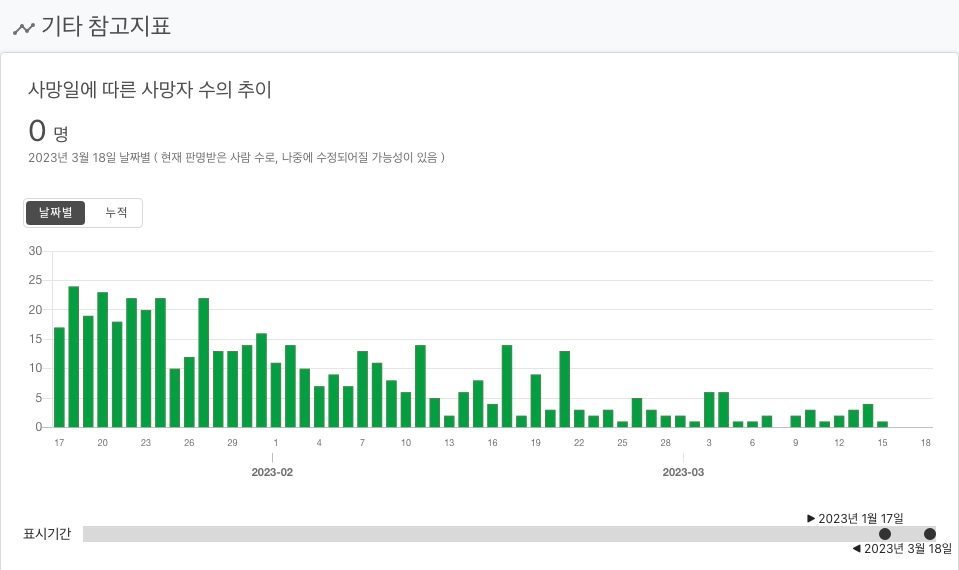 기타 참고지표
사망일에 따른 사망자 수의 추이
0 명
2023년 3월 18일 날짜별 ( 현재 판명받은 사람 수로, 나중에 수정되어질 가능성이 있음 )
날짜별 누적
30
25
20
15
10
5
0
17 20 23 26 29 1 4 7 10 13 16 19 22 25 28 3 6 9 12 15 18
2023-02 2023-03
▶ 2023년 1월 17일
표시기간
◀ 2023년 3월 18일